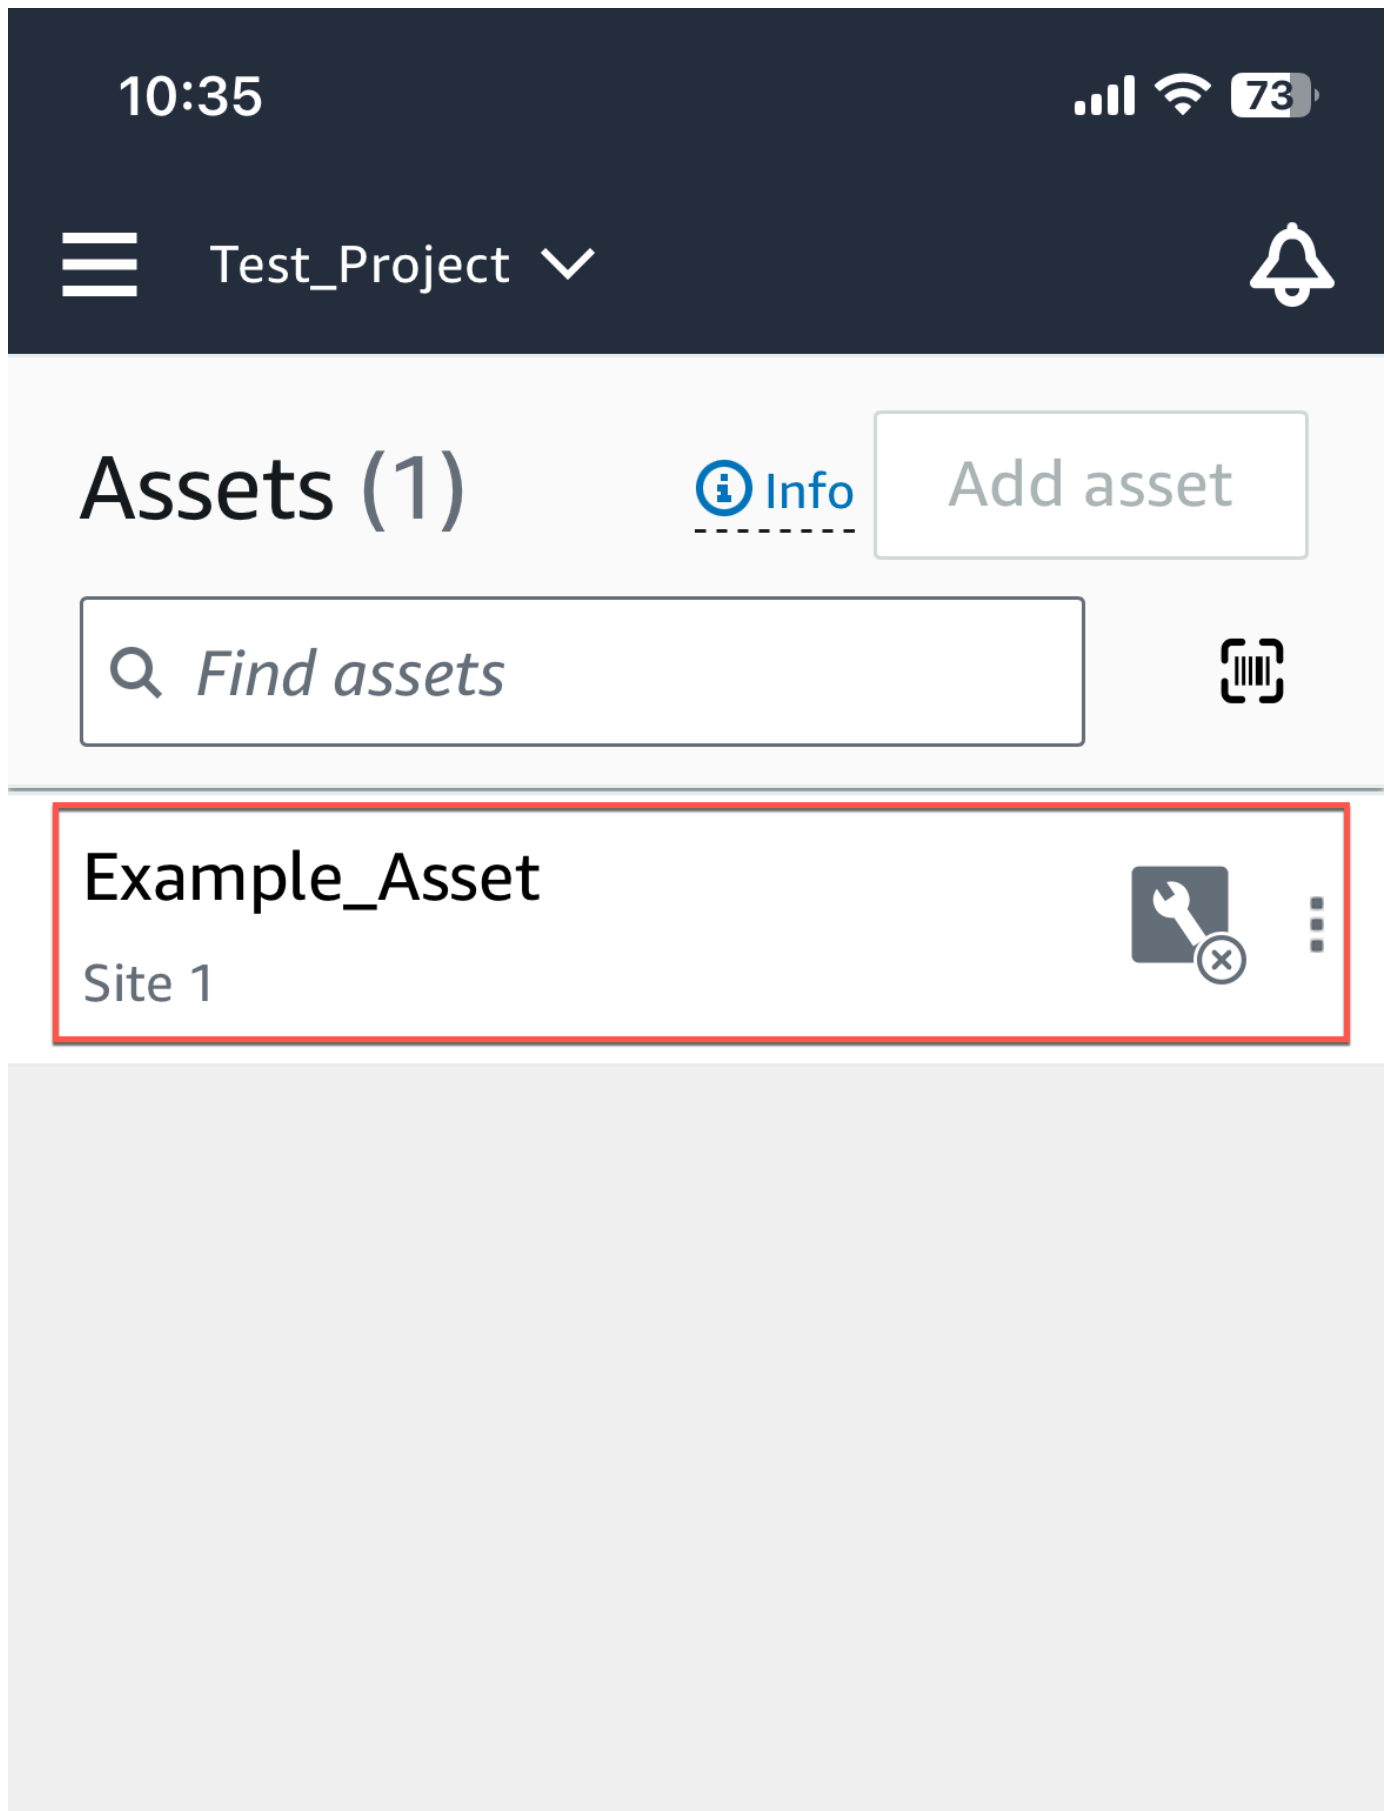 10:35 73
Test_Project
Assets (1) Info Add asset
Find assets
Example_Asset
Site 1